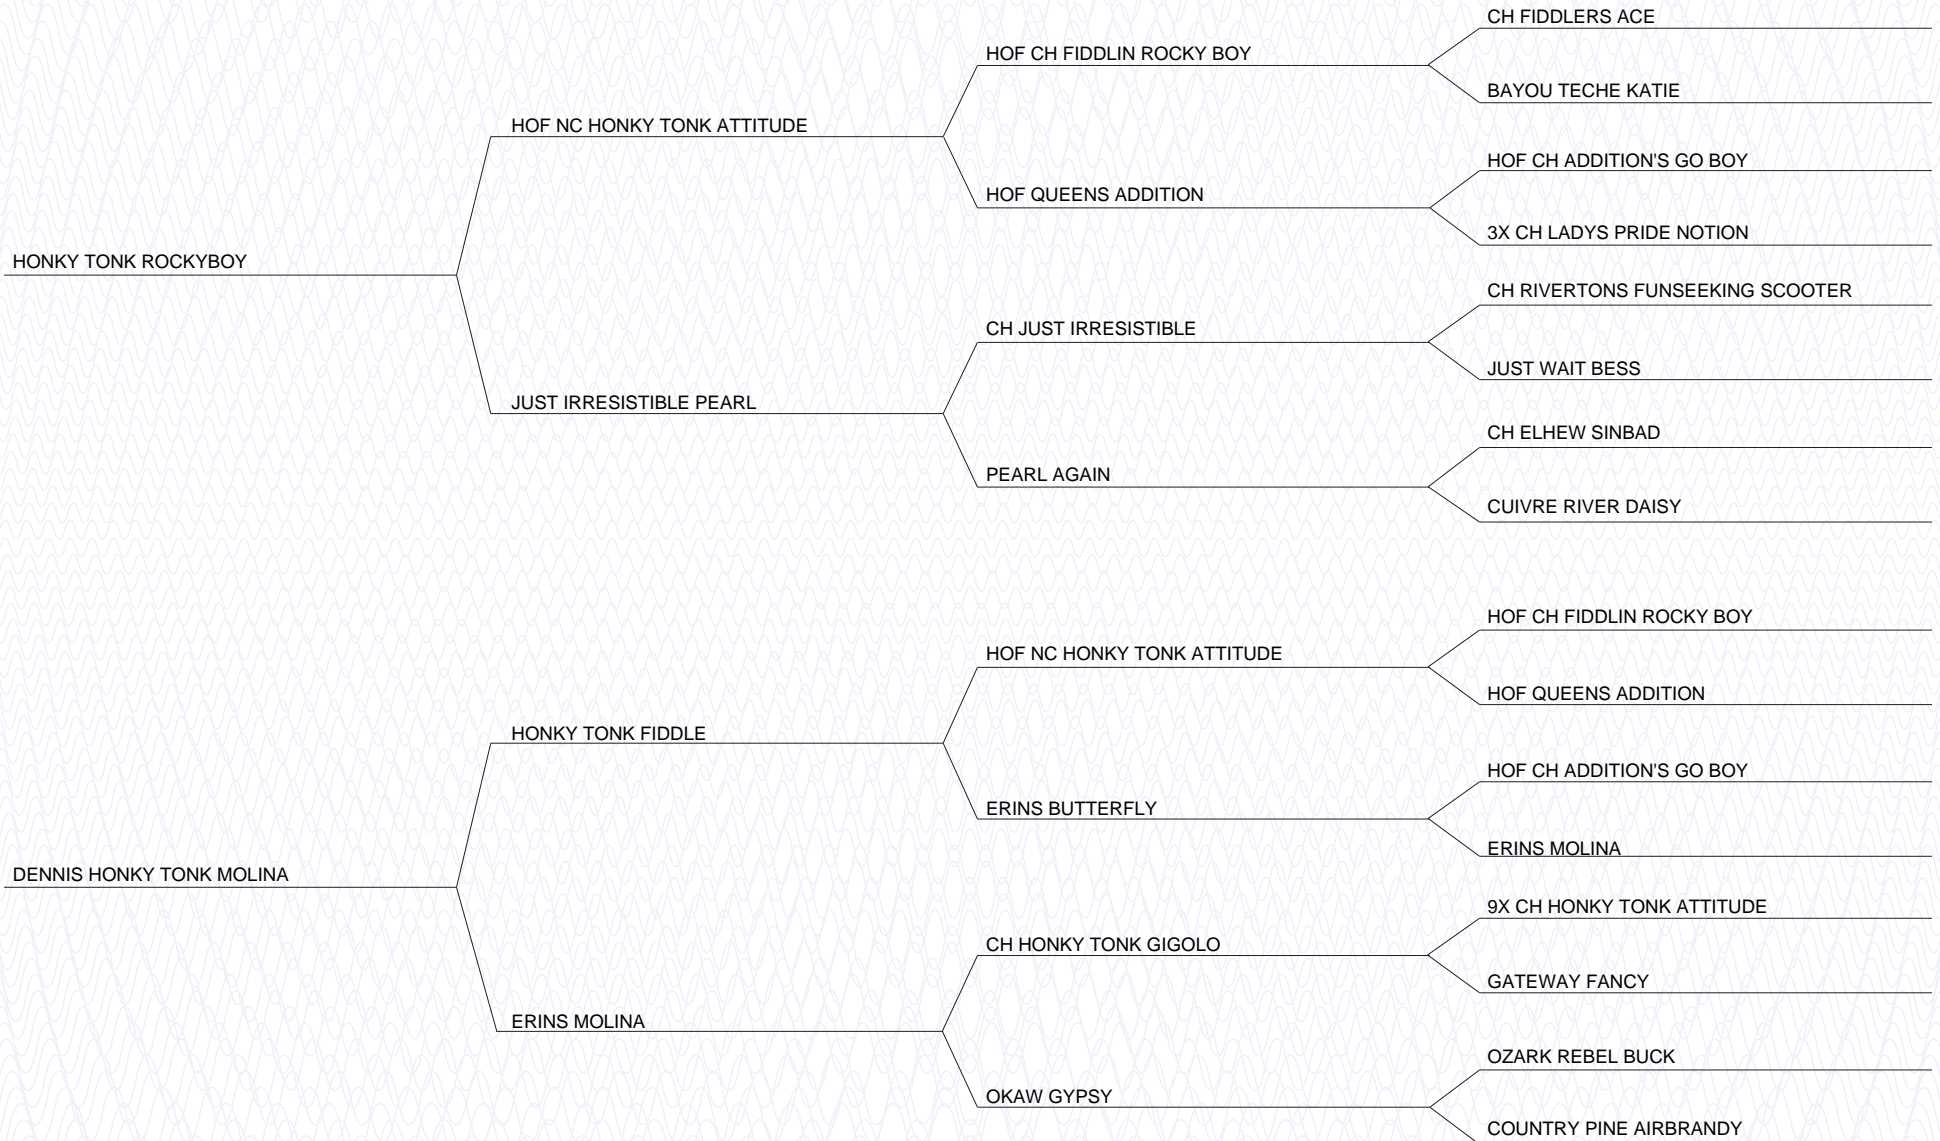 CH FIDDLERS ACE
HOF CH FIDDLIN ROCKY BOY
BAYOU TECHE KATIE
HOF NC HONKY TONK ATTITUDE
HOF CH ADDITION'S GO BOY
HOF QUEENS ADDITION
3X CH LADYS PRIDE NOTION
HONKY TONK ROCKYBOY
CH RIVERTONS FUNSEEKING SCOOTER
CH JUST IRRESISTIBLE
JUST WAIT BESS
JUST IRRESISTIBLE PEARL
CH ELHEW SINBAD
PEARL AGAIN
CUIVRE RIVER DAISY
HOF CH FIDDLIN ROCKY BOY
HOF NC HONKY TONK ATTITUDE
HOF QUEENS ADDITION
HONKY TONK FIDDLE
HOF CH ADDITION'S GO BOY
ERINS BUTTERFLY
ERINS MOLINA
DENNIS HONKY TONK MOLINA
9X CH HONKY TONK ATTITUDE
CH HONKY TONK GIGOLO
GATEWAY FANCY
ERINS MOLINA
OZARK REBEL BUCK
OKAW GYPSY
COUNTRY PINE AIRBRANDY